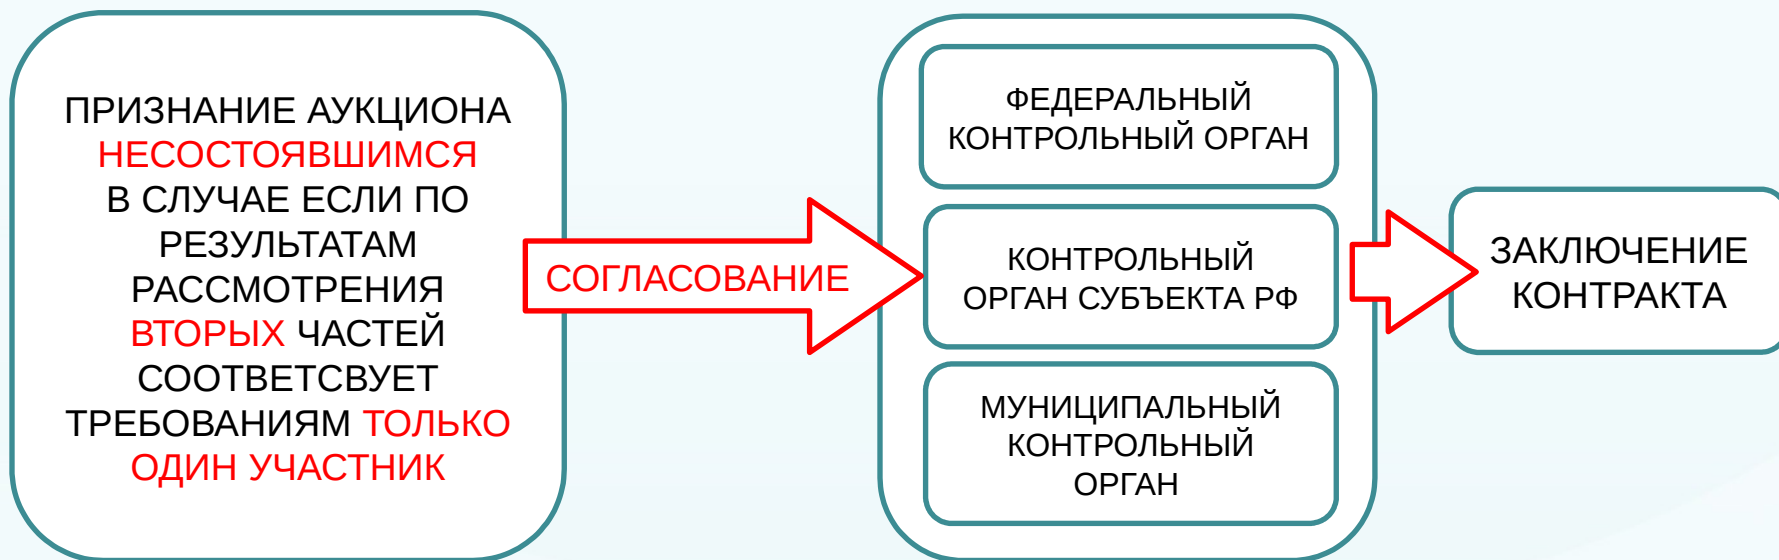 ПРИЗНАНИЕ АУКЦИОНА
НЕСОСТОЯВШИМСЯ
В СЛУЧАЕ ЕСЛИ ПО
РЕЗУЛЬТАТАМ
РАССМОТРЕНИЯ
ВТОРЫХ ЧАСТЕЙ
СООТВЕТСВУЕТ
ТРЕБОВАНИЯМ ТОЛЬКО
ОДИН УЧАСТНИК
СОГЛАСОВАНИЕ
ФЕДЕРАЛЬНЫЙ
КОНТРОЛЬНЫЙ ОРГАН
КОНТРОЛЬНЫЙ
ОРГАН СУБЪЕКТА РФ
МУНИЦИПАЛЬНЫЙ
КОНТРОЛЬНЫЙ
ОРГАН
ЗАКЛЮЧЕНИЕ
КОНТРАКТА